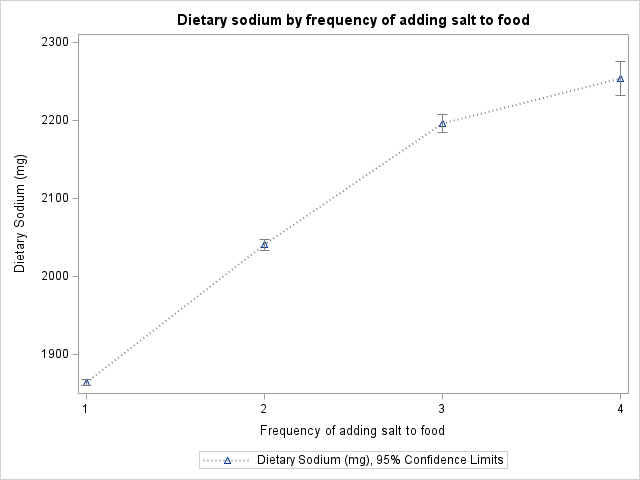 Dietary sodium by frequency of adding salt to food
2300
2200
2100
2000
1900
Dietary Sodium (mg)
1 2 3 4
Frequency of adding salt to food
Dietary Sodium (mg), 95% Confidence Limits